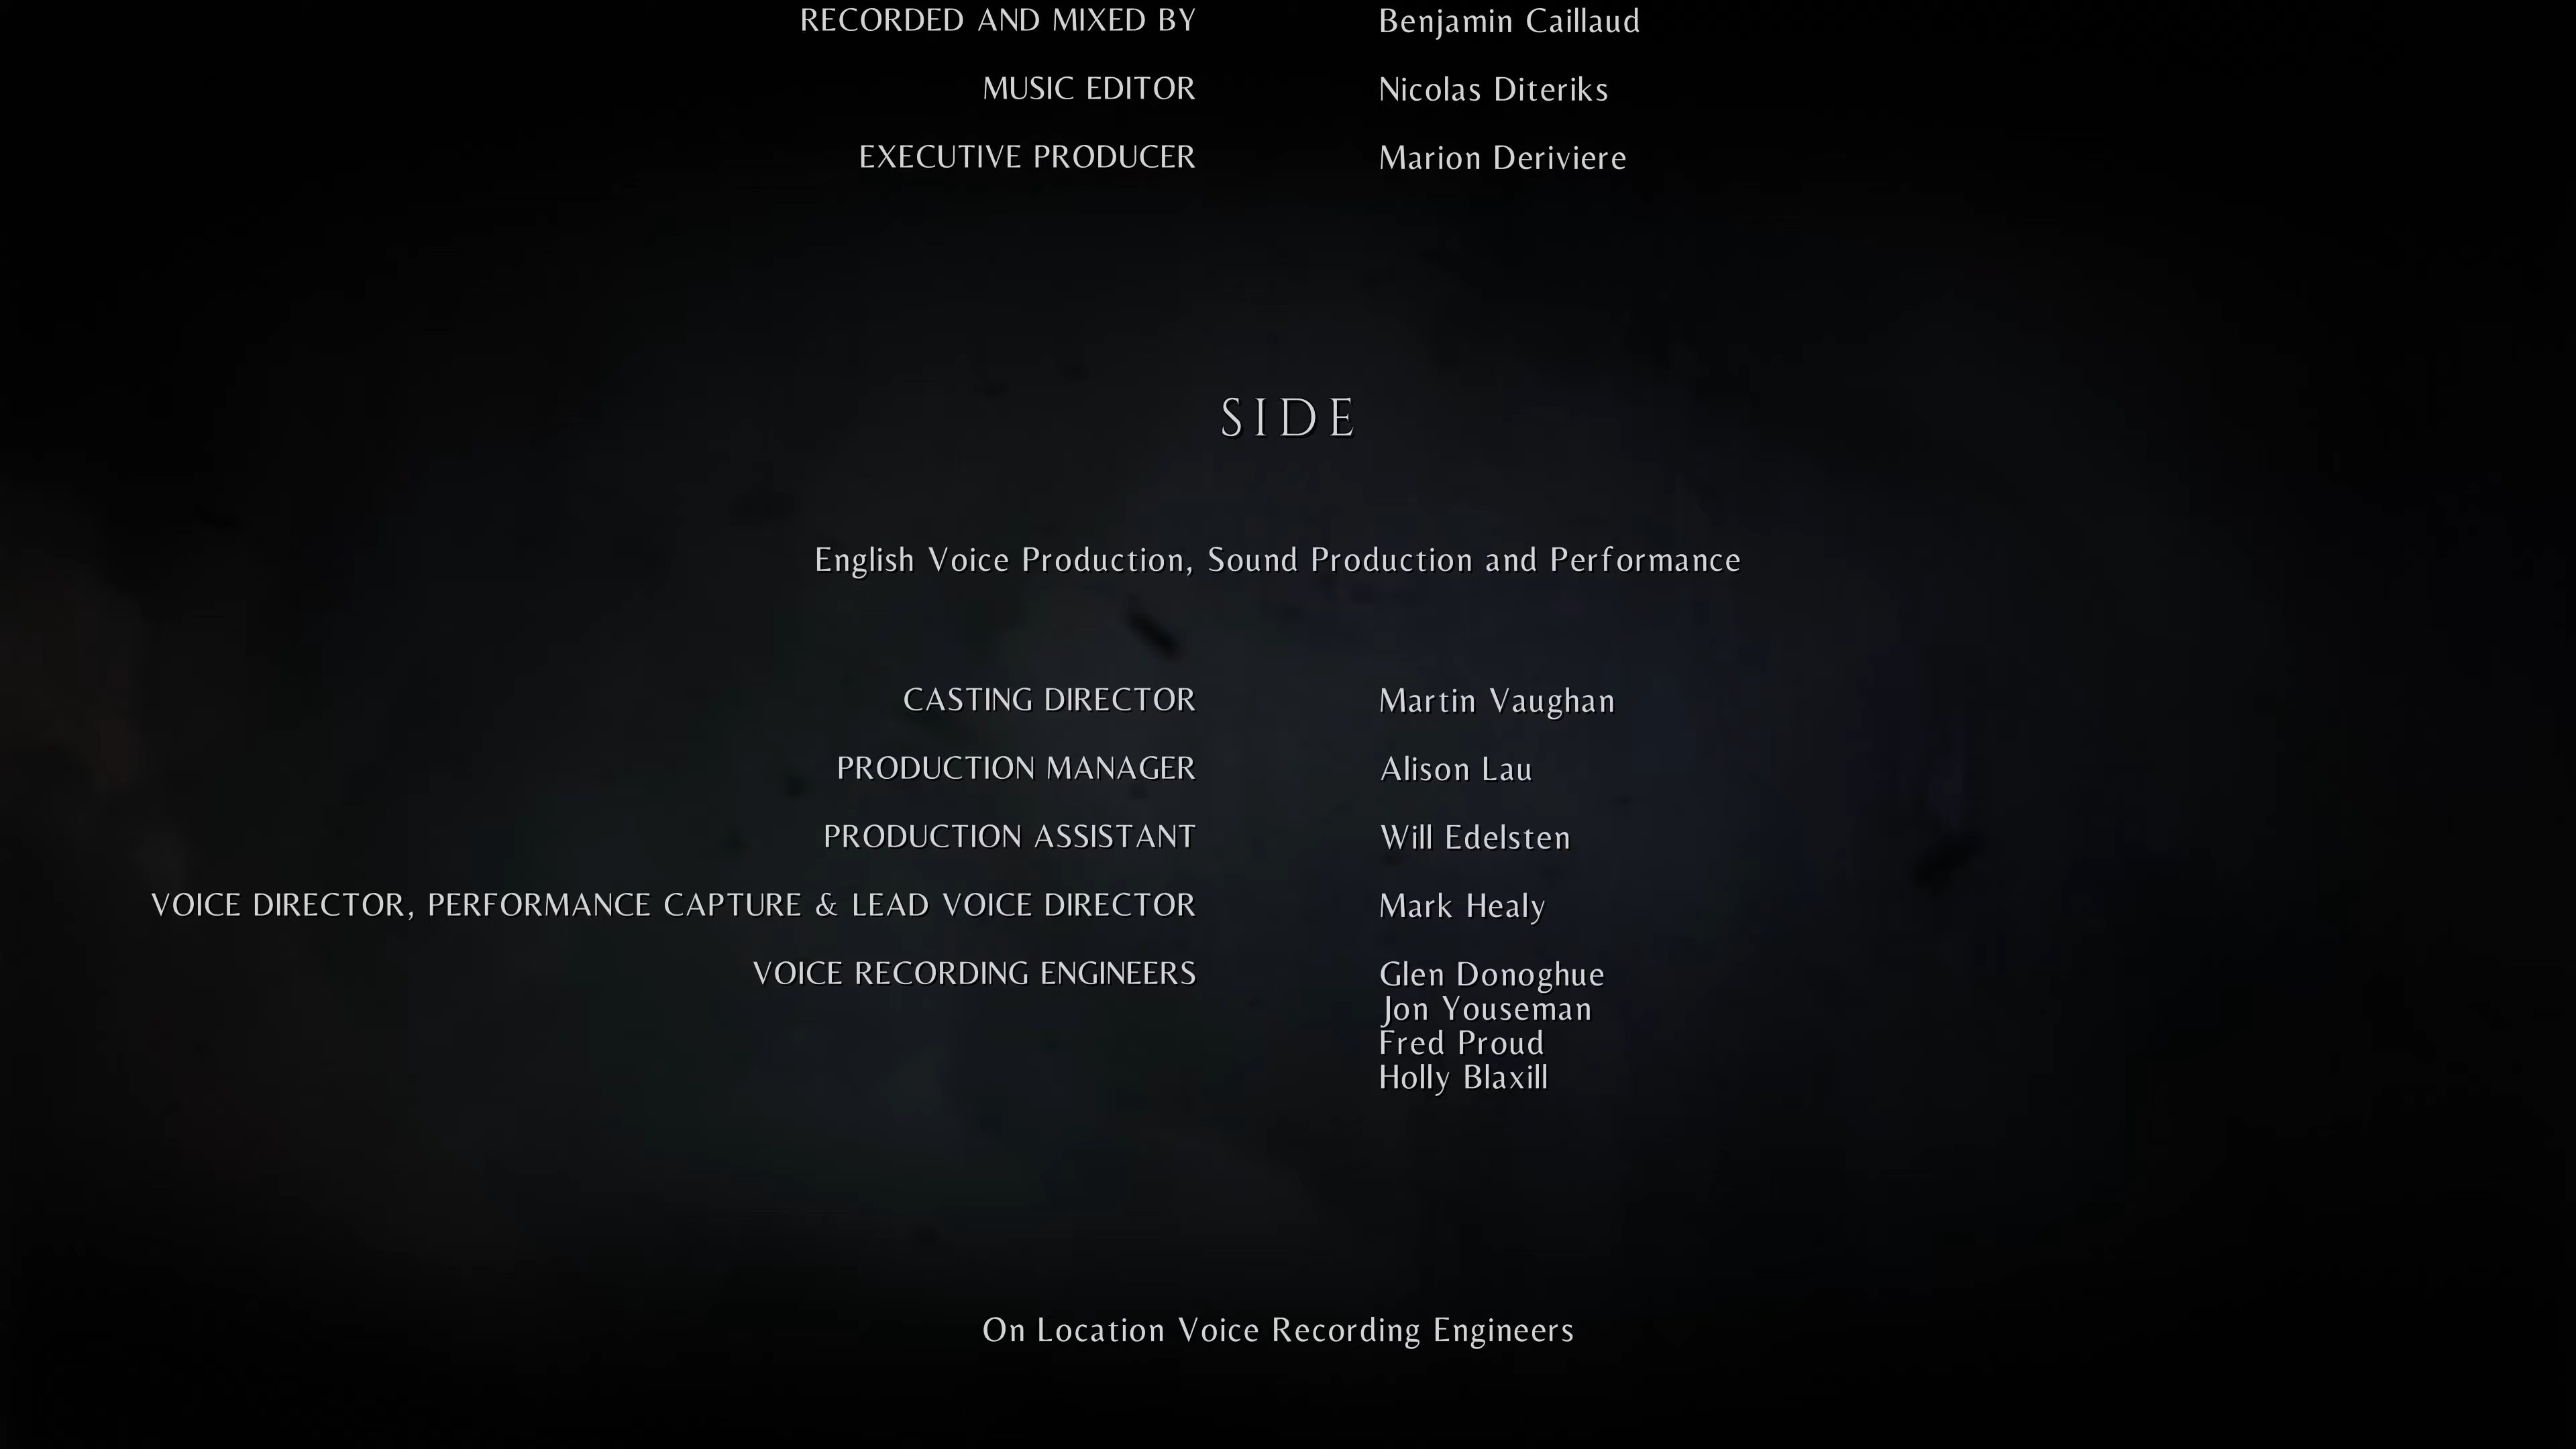 RECORDED AND MIXED BY Benjamin Caillaud
MUSIC EDITOR Nicolas Diteriks
EXECUTIVE PRODUCER Marion Deriviere
SIDE
English Voice Production, Sound Production and Performance
CASTING DIRECTOR Martin Vaughan
PRODUCTION MANAGER Alison Lau
PRODUCTION ASSISTANT Will Edelsten
VOICE DIRECTOR, PERFORMANCE CAPTURE & LEAD VOICE DIRECTOR Mark Healy
VOICE RECORDING ENGINEERS Glen Donoghue
Jon Youseman
Fred Proud
Holly Blaxill
On Location Voice Recording Engineers